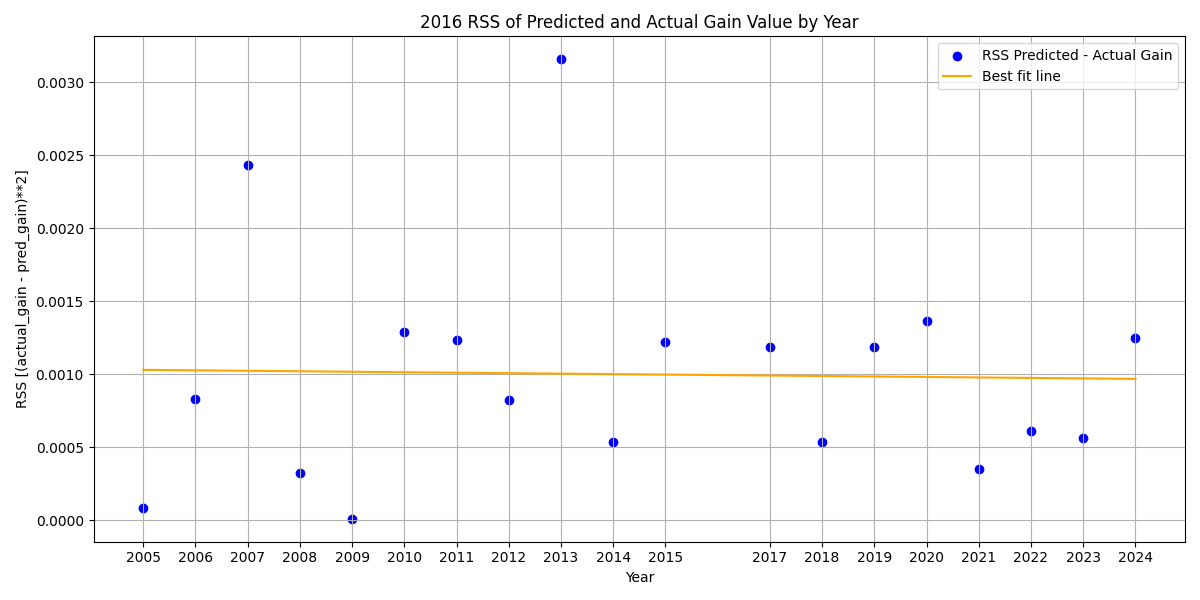 2016 RSS of Predicted and Actual Gain Value by Year
RSS Predicted - Actual Gain
Best fit line
RSS [(actual_gain - pred_gain)**2]
0.0030
0.0025
0.0020
0.0015
0.0010
0.0005
0.0000
2005 2006 2007 2008 2009 2010 2011 2012 2013 2014 2015 2017 2018 2019 2020 2021 2022 2023 2024
Year